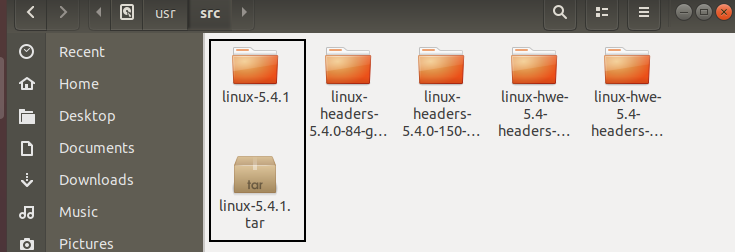 usr
src
Recent
Home
Desktop
Documents
Downloads
Music
Pictures
linux-5.4.1
linux-
headers-
5.4.0-84-g…
linux-
headers-
5.4.0-150-…
linux-hwe-
5.4-
headers-…
linux-hwe-
5.4-
headers-…
tar
linux-5.4.1.
tar